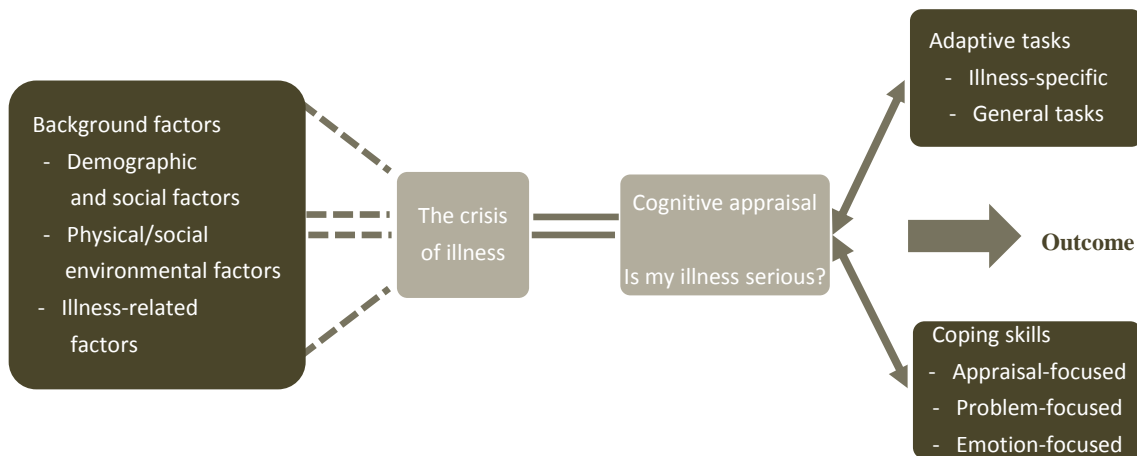 Background factors
- Demographic
and social factors
- Physical/social
environmental factors
- Illness-related
factors
The crisis
of illness
Cognitive appraisal
Is my illness serious?
Adaptive tasks
- Illness-specific
- General tasks
Outcome
Coping skills
- Appraisal-focused
- Problem-focused
- Emotion-focused